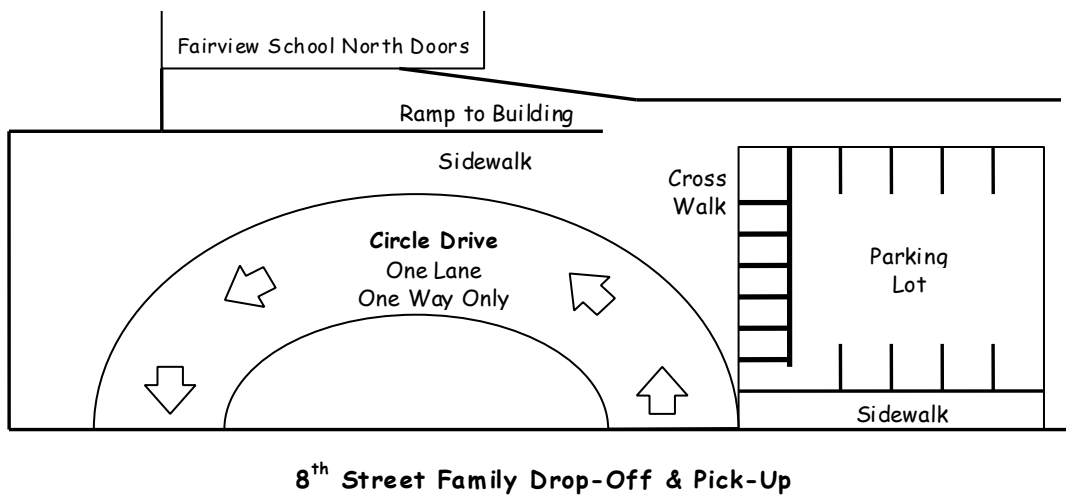 Fairview School North Doors
Ramp to Building
Sidewalk
Cross
Walk
Circle Drive
One Lane
One Way Only
Parking
Lot
Sidewalk
8th Street Family Drop-Off & Pick-Up